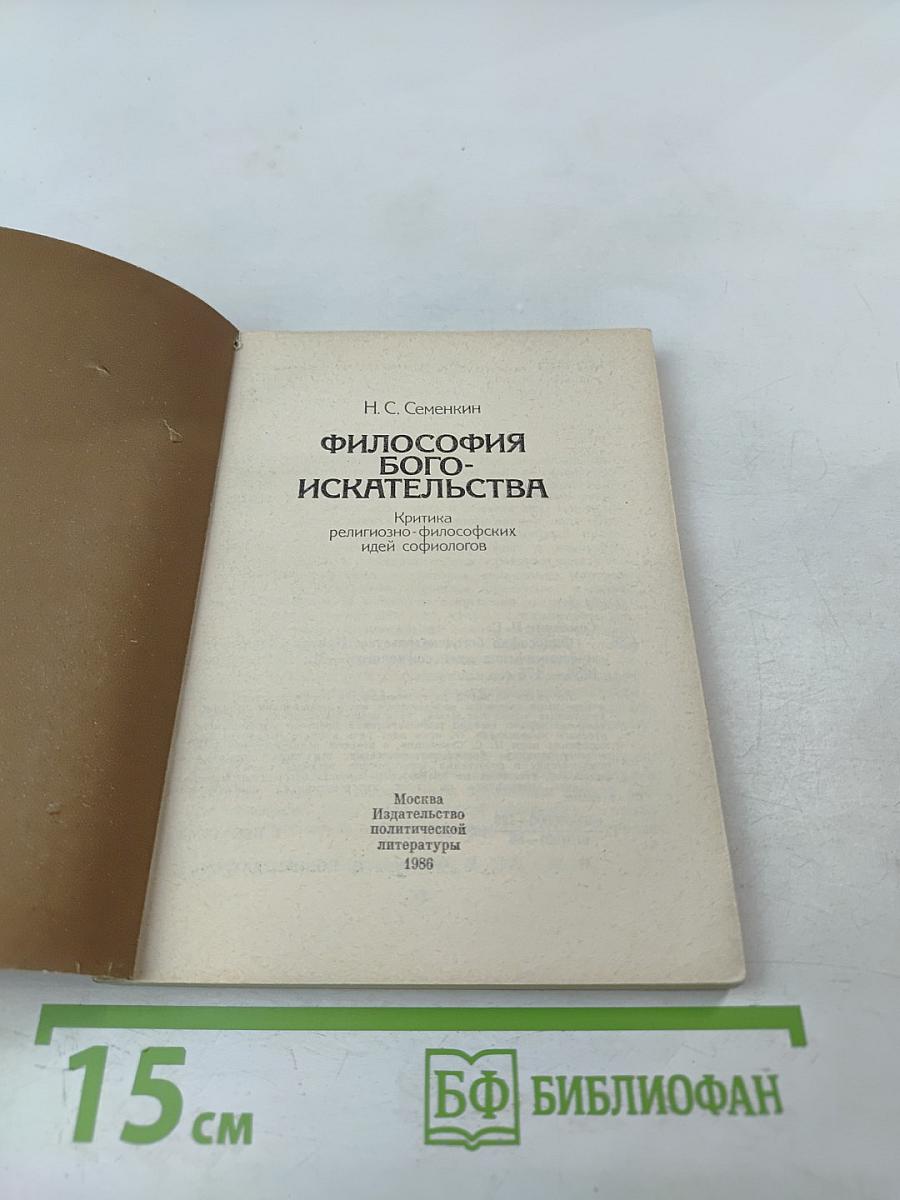 Н. С. Семенкин
ФИЛОСОФИЯ
БОГО-
ИСКАТЕЛЬСТВА
Критика
религиозно-философских
идей софиологов
Москва
Издательство
политической
литературы
1986
15 см
БФ БИБЛИОФАН